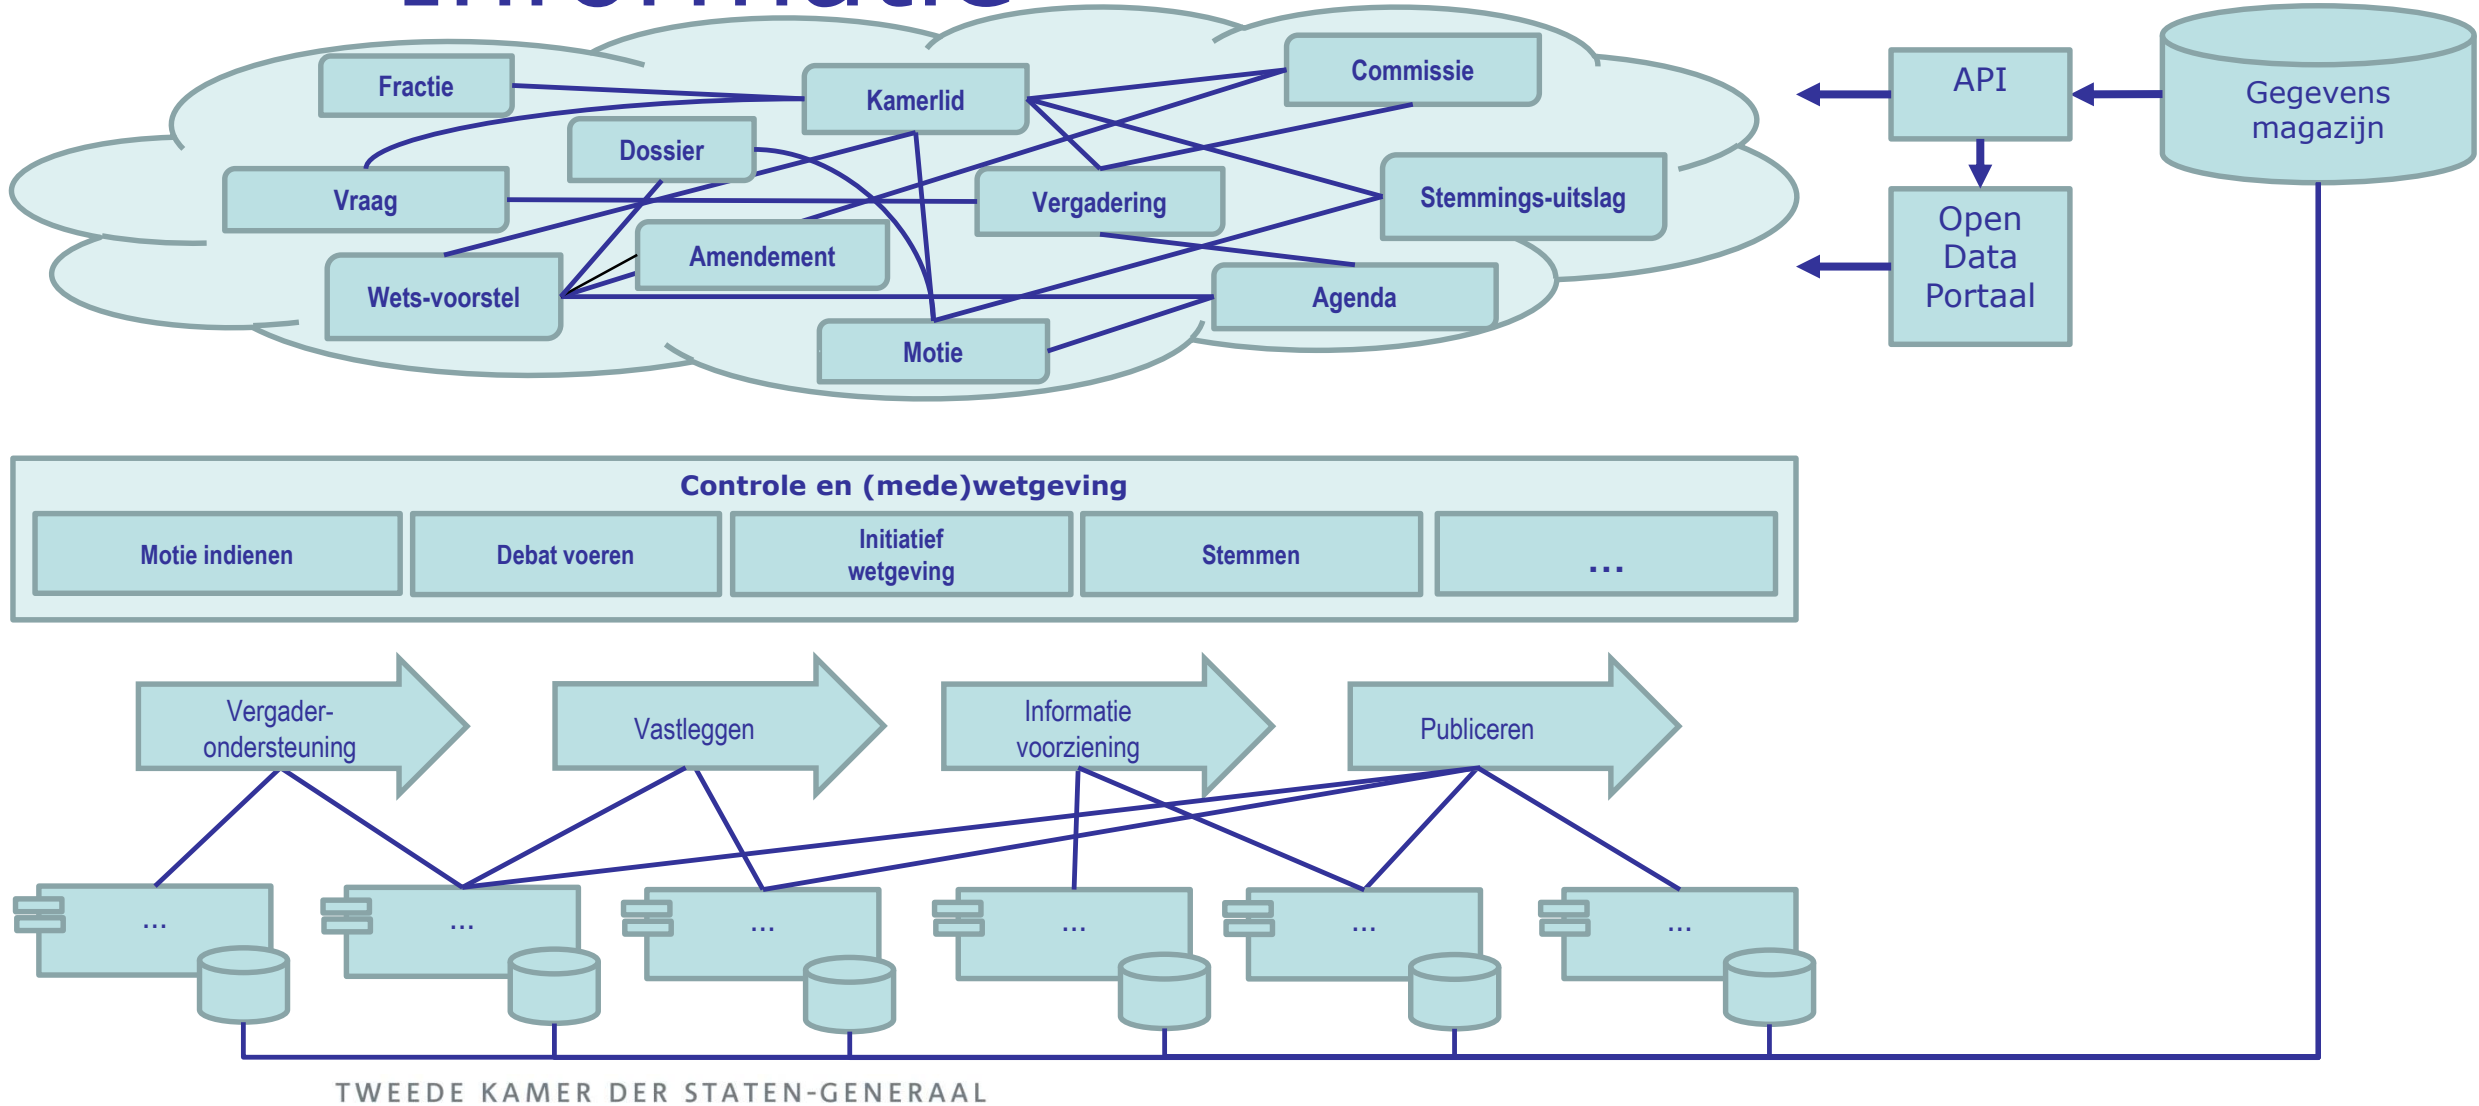 Fractie
Kamerlid
Commissie
API
Gegevens
magazijn
Dossier
Vraag
Vergadering
Stemmings-uitslag
Open
Data
Portaal
Amendement
Wets-voorstel
Agenda
Motie
Controle en (mede)wetgeving
Motie indienen
Debat voeren
Initiatief
wetgeving
Stemmen
...
Vergader-
ondersteuning
Vastleggen
Informatie
voorziening
Publiceren
...
...
...
...
...
...
TWEEDE KAMER DER STATEN-GENERAAL